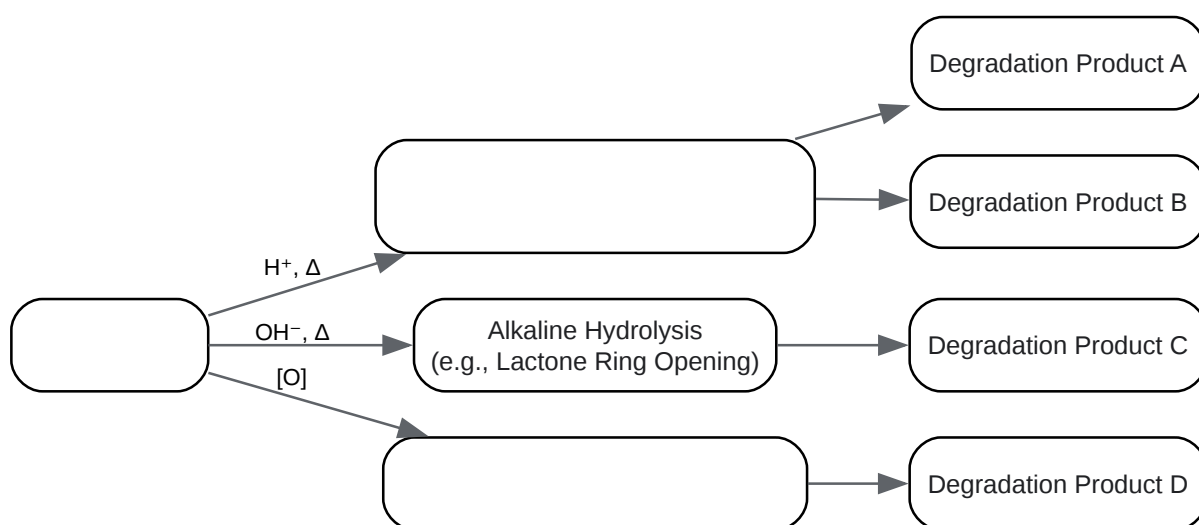 Degradation Product A
Degradation Product B
H⁺, Δ
OH⁻, Δ
Alkaline Hydrolysis
(e.g., Lactone Ring Opening)
Degradation Product C
[O]
Degradation Product D